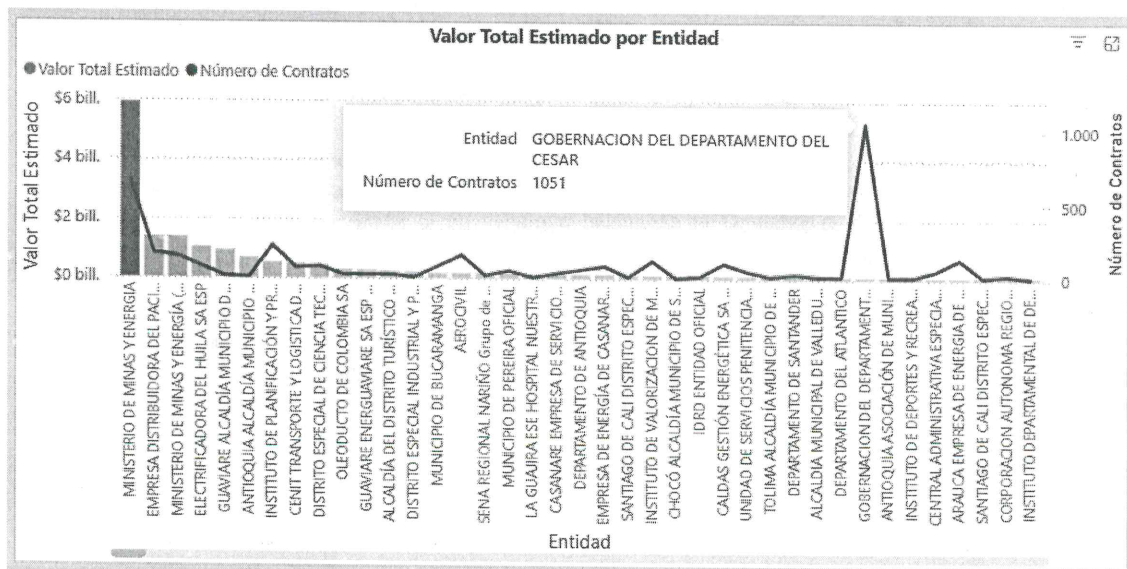 Valor Total Estimado por Entidad
Valor Total Estimado Número de Contratos
Valor Total Estimado
$6 bill.
$4 bill.
$2 bill.
$0 bill.
Entidad GOBERNACION DEL DEPARTAMENTO DEL
CESAR
Número de Contratos 1051
1.000
500
0
Número de Contratos
MINISTERIO DE MINAS Y ENERGIA
EMPRESA DISTRIBUIDORA DEL PACI...
MINISTERIO DE MINAS Y ENERGÍA (...
ELECTRIFICADORA DEL HUILA SA ESP
GUAVIARE ALCALDÍA MUNICIPIO D...
ANTIOQUIA ALCALDÍA MUNICIPIO ...
INSTITUTO DE PLANIFICACIÓN Y PR...
CENIT TRANSPORTE Y LOGISTICA D...
DISTRITO ESPECIAL DE CIENCIA TEC...
OLEODUCTO DE COLOMBIA SA
GUAVIARE ENERGUAVIARE SA ESP ...
ALCALDÍA DEL DISTRITO TURÍSTICO ...
DISTRITO ESPECIAL INDUSTRIAL Y P...
MUNICIPIO DE BUCARAMANGA
AEROCIVIL
SENA REGIONAL NARIÑO Grupo de ...
MUNICIPIO DE PEREIRA OFICIAL
LA GUAJIRA ESE HOSPITAL NUESTR...
CASANARE EMPRESA DE SERVICIO...
DEPARTAMENTO DE ANTIOQUIA
EMPRESA DE ENERGÍA DE CASANAR...
SANTIAGO DE CALI DISTRITO ESPEC...
INSTITUTO DE VALORIZACION DE M...
CHOCÓ ALCALDÍA MUNICIPIO DE S...
IDRD ENTIDAD OFICIAL
CALDAS GESTIÓN ENERGÉTICA SA ...
UNIDAD DE SERVICIOS PENITENCIA...
TOLIMA ALCALDÍA MUNICIPIO DE ...
DEPARTAMENTO DE SANTANDER
ALCALDIA MUNICIPAL DE VALLEDU...
DEPARTAMENTO DEL ATLANTICO
GOBERNACION DEL DEPARTAMENT...
ANTIOQUIA ASOCIACIÓN DE MUNI...
INSTITUTO DE DEPORTES Y RECREA...
CENTRAL ADMINISTRATIVA ESPECIA...
ARAUCA EMPRESA DE ENERGIA DE ...
SANTIAGO DE CALI DISTRITO ESPEC...
CORPORACION AUTONOMA REGIO...
INSTITUTO DEPARTAMENTAL DE DE...
Entidad